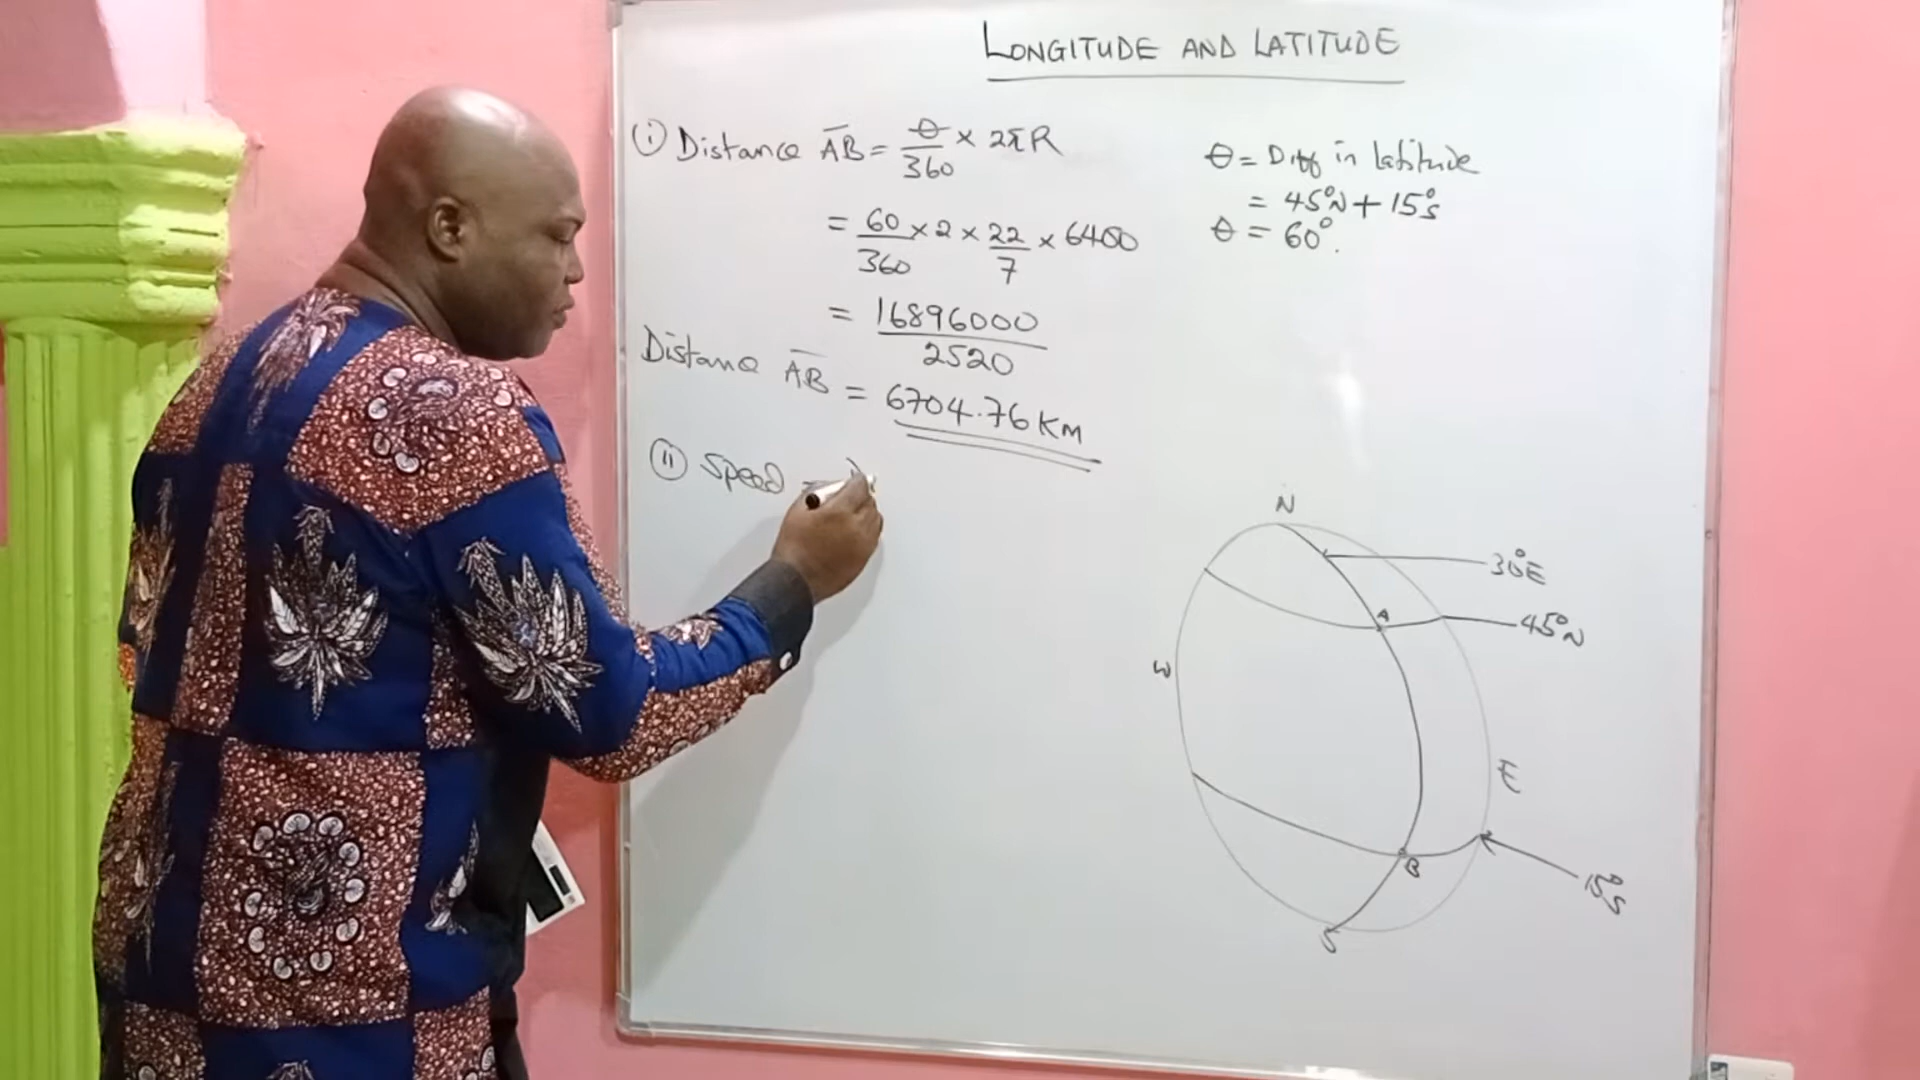 LONGITUDE AND LATITUDE
(i) Distance AB = θ/360 × 2πR
= 60/360 × 2 × 22/7 × 6400
= 16896000/2520
Distance AB = 6704.76 KM
(ii) Speed =
θ = Diff in latitude
= 45°N + 15°S
θ = 60°.
N
30°E
A
45°N
W
E
B
15°S
S